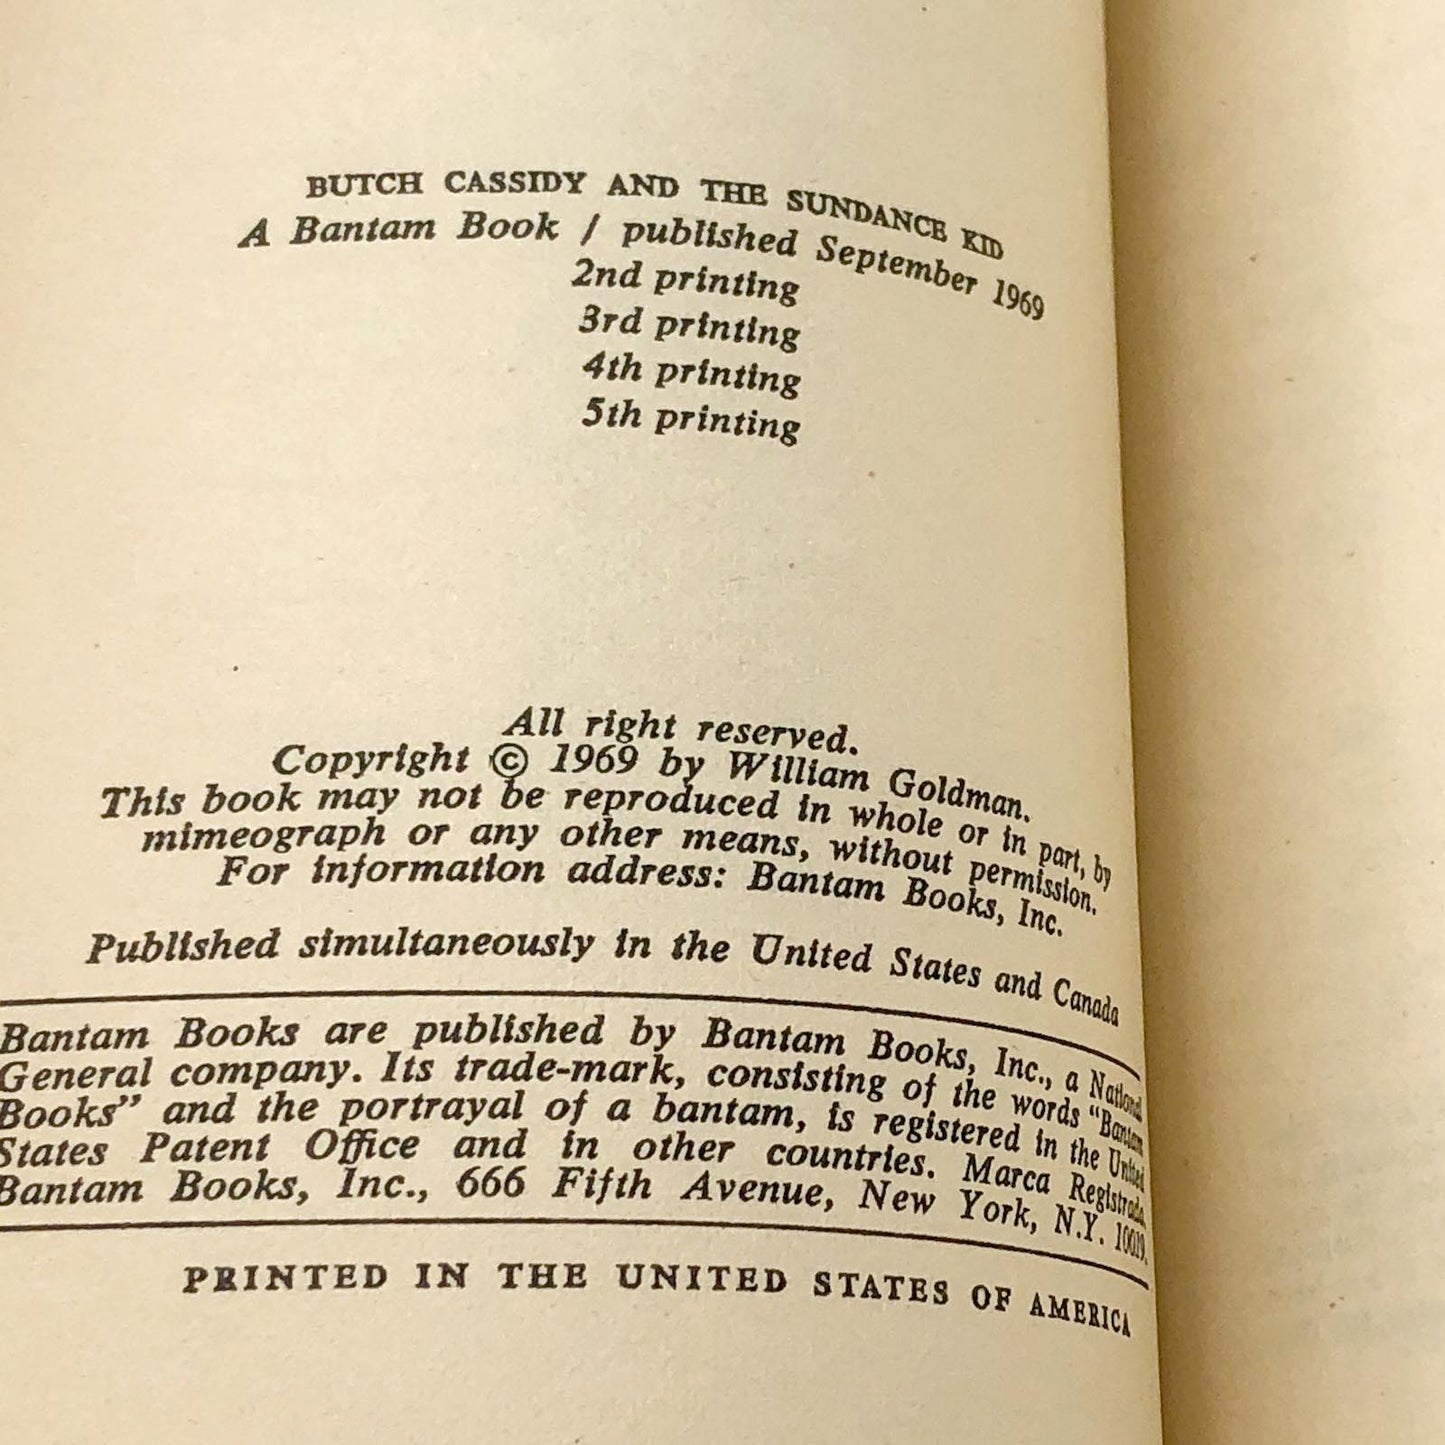 BUTCH CASSIDY AND THE SUNDANCE KID
A Bantam Book / published September 1969
2nd printing
3rd printing
4th printing
5th printing
All right reserved.
Copyright © 1969 by William Goldman.
This book may not be reproduced in whole or in part, by
mimeograph or any other means, without permission.
For information address: Bantam Books, Inc.
Published simultaneously in the United States and Canada
Bantam Books are published by Bantam Books, Inc., a National
General company. Its trade-mark, consisting of the words “Bantam
Books” and the portrayal of a bantam, is registered in the United
States Patent Office and in other countries. Marca Registrada,
Bantam Books, Inc., 666 Fifth Avenue, New York, N.Y. 10019.
PRINTED IN THE UNITED STATES OF AMERICA